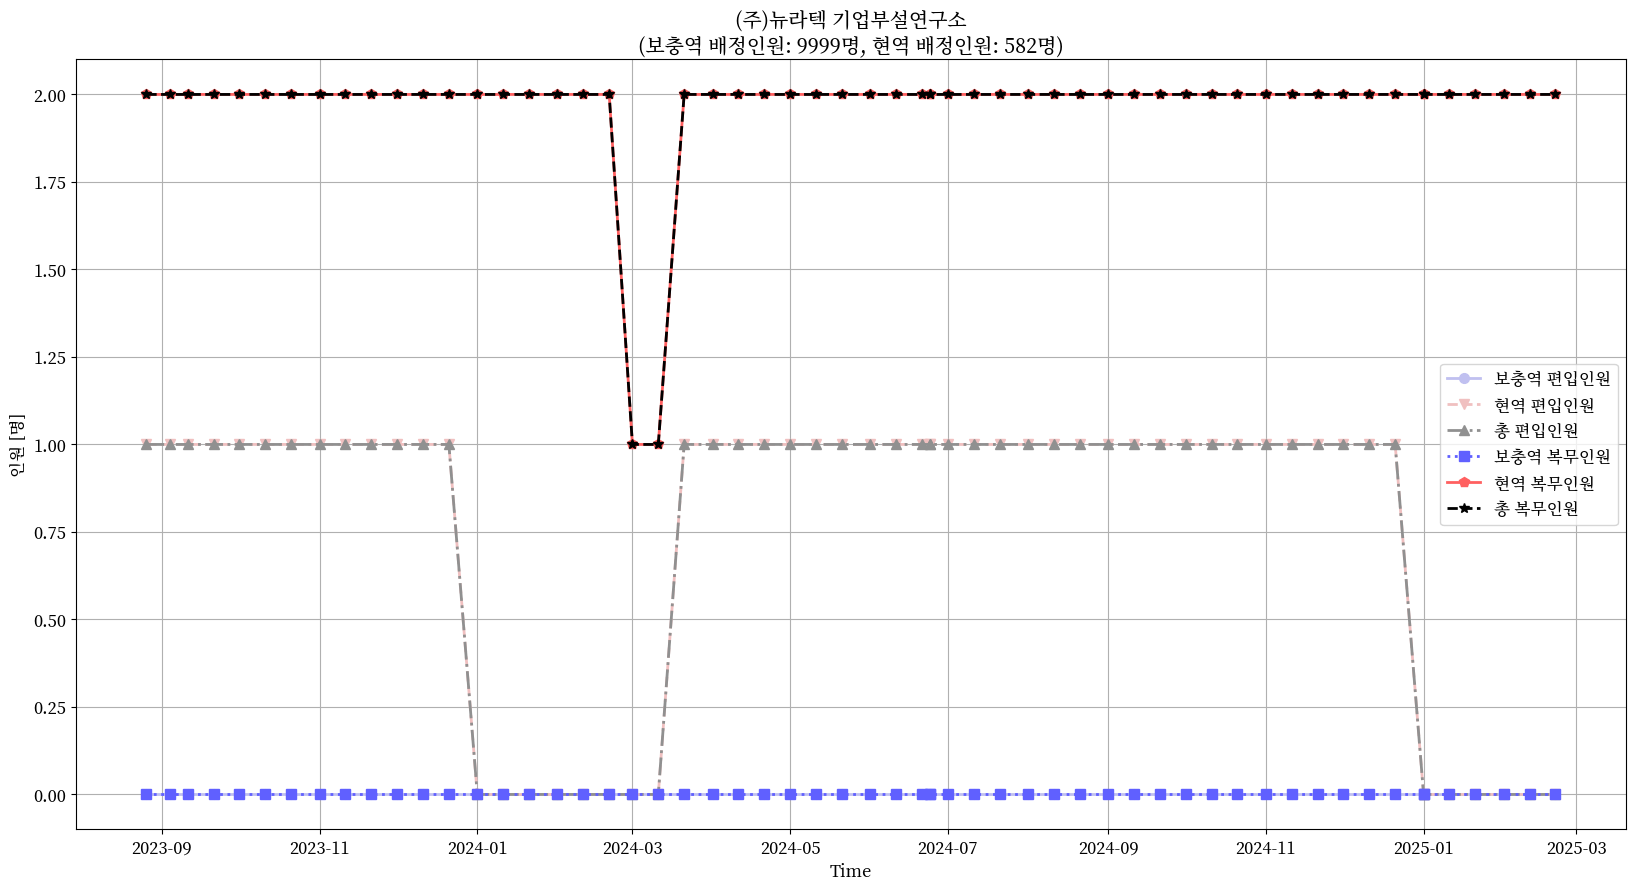 (주)뉴라텍 기업부설연구소
(보충역 배정인원: 9999명, 현역 배정인원: 582명)
2.00
1.75
1.50
1.25
1.00
0.75
0.50
0.25
0.00
인원 [명]
보충역 편입인원
현역 편입인원
총 편입인원
보충역 복무인원
현역 복무인원
총 복무인원
2023-09 2023-11 2024-01 2024-03 2024-05 2024-07 2024-09 2024-11 2025-01 2025-03
Time